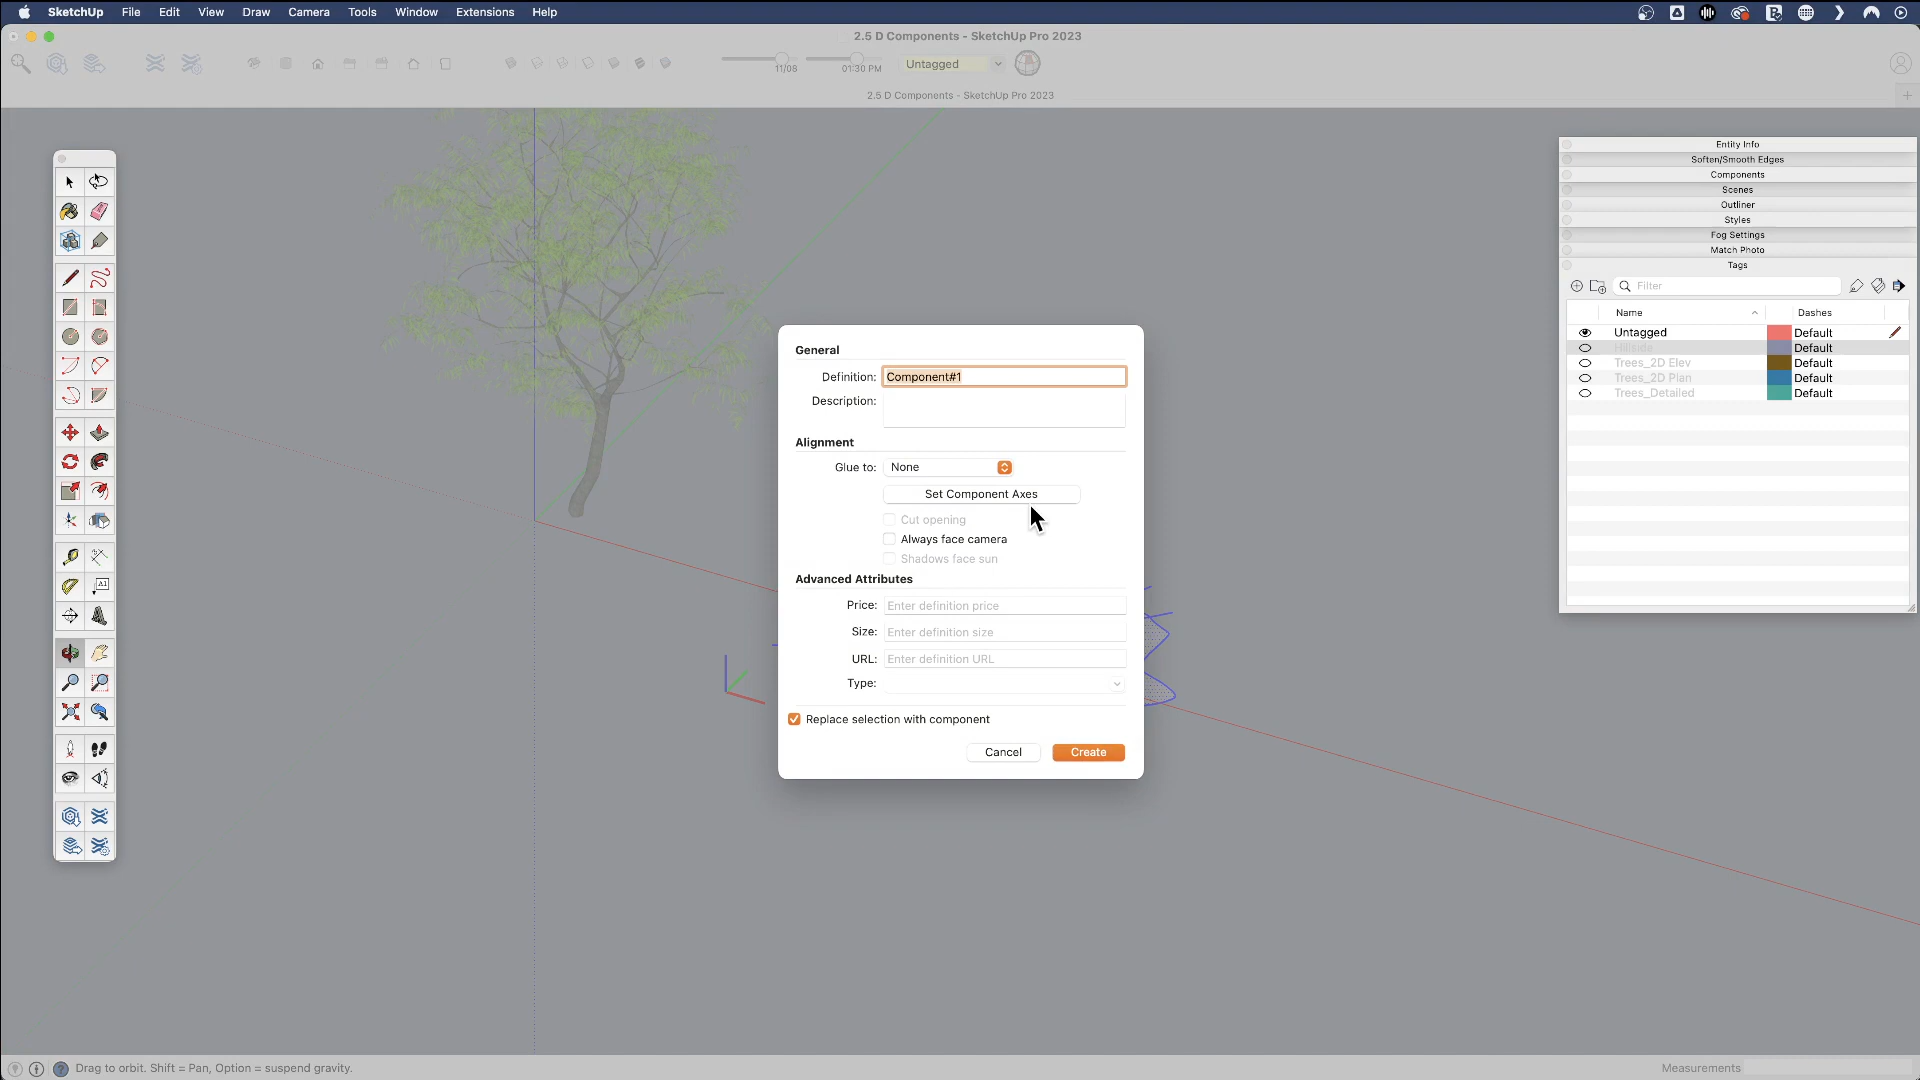 SketchUp File Edit View Draw Camera Tools Window Extensions Help
2.5 D Components - SketchUp Pro 2023
11/08 01:30 PM Untagged
2.5 D Components - SketchUp Pro 2023
Entity Info
Soften/Smooth Edges
Components
Scenes
Outliner
Styles
Fog Settings
Match Photo
Tags
Filter
Name Dashes
Untagged Default
Hillside Default
Trees_2D Elev Default
Trees_2D Plan Default
Trees_Detailed Default
General
Definition: Component#1
Description:
Alignment
Glue to: None
Set Component Axes
Cut opening
Always face camera
Shadows face sun
Advanced Attributes
Price: Enter definition price
Size: Enter definition size
URL: Enter definition URL
Type:
Replace selection with component
Cancel Create
Drag to orbit. Shift = Pan, Option = suspend gravity.
Measurements